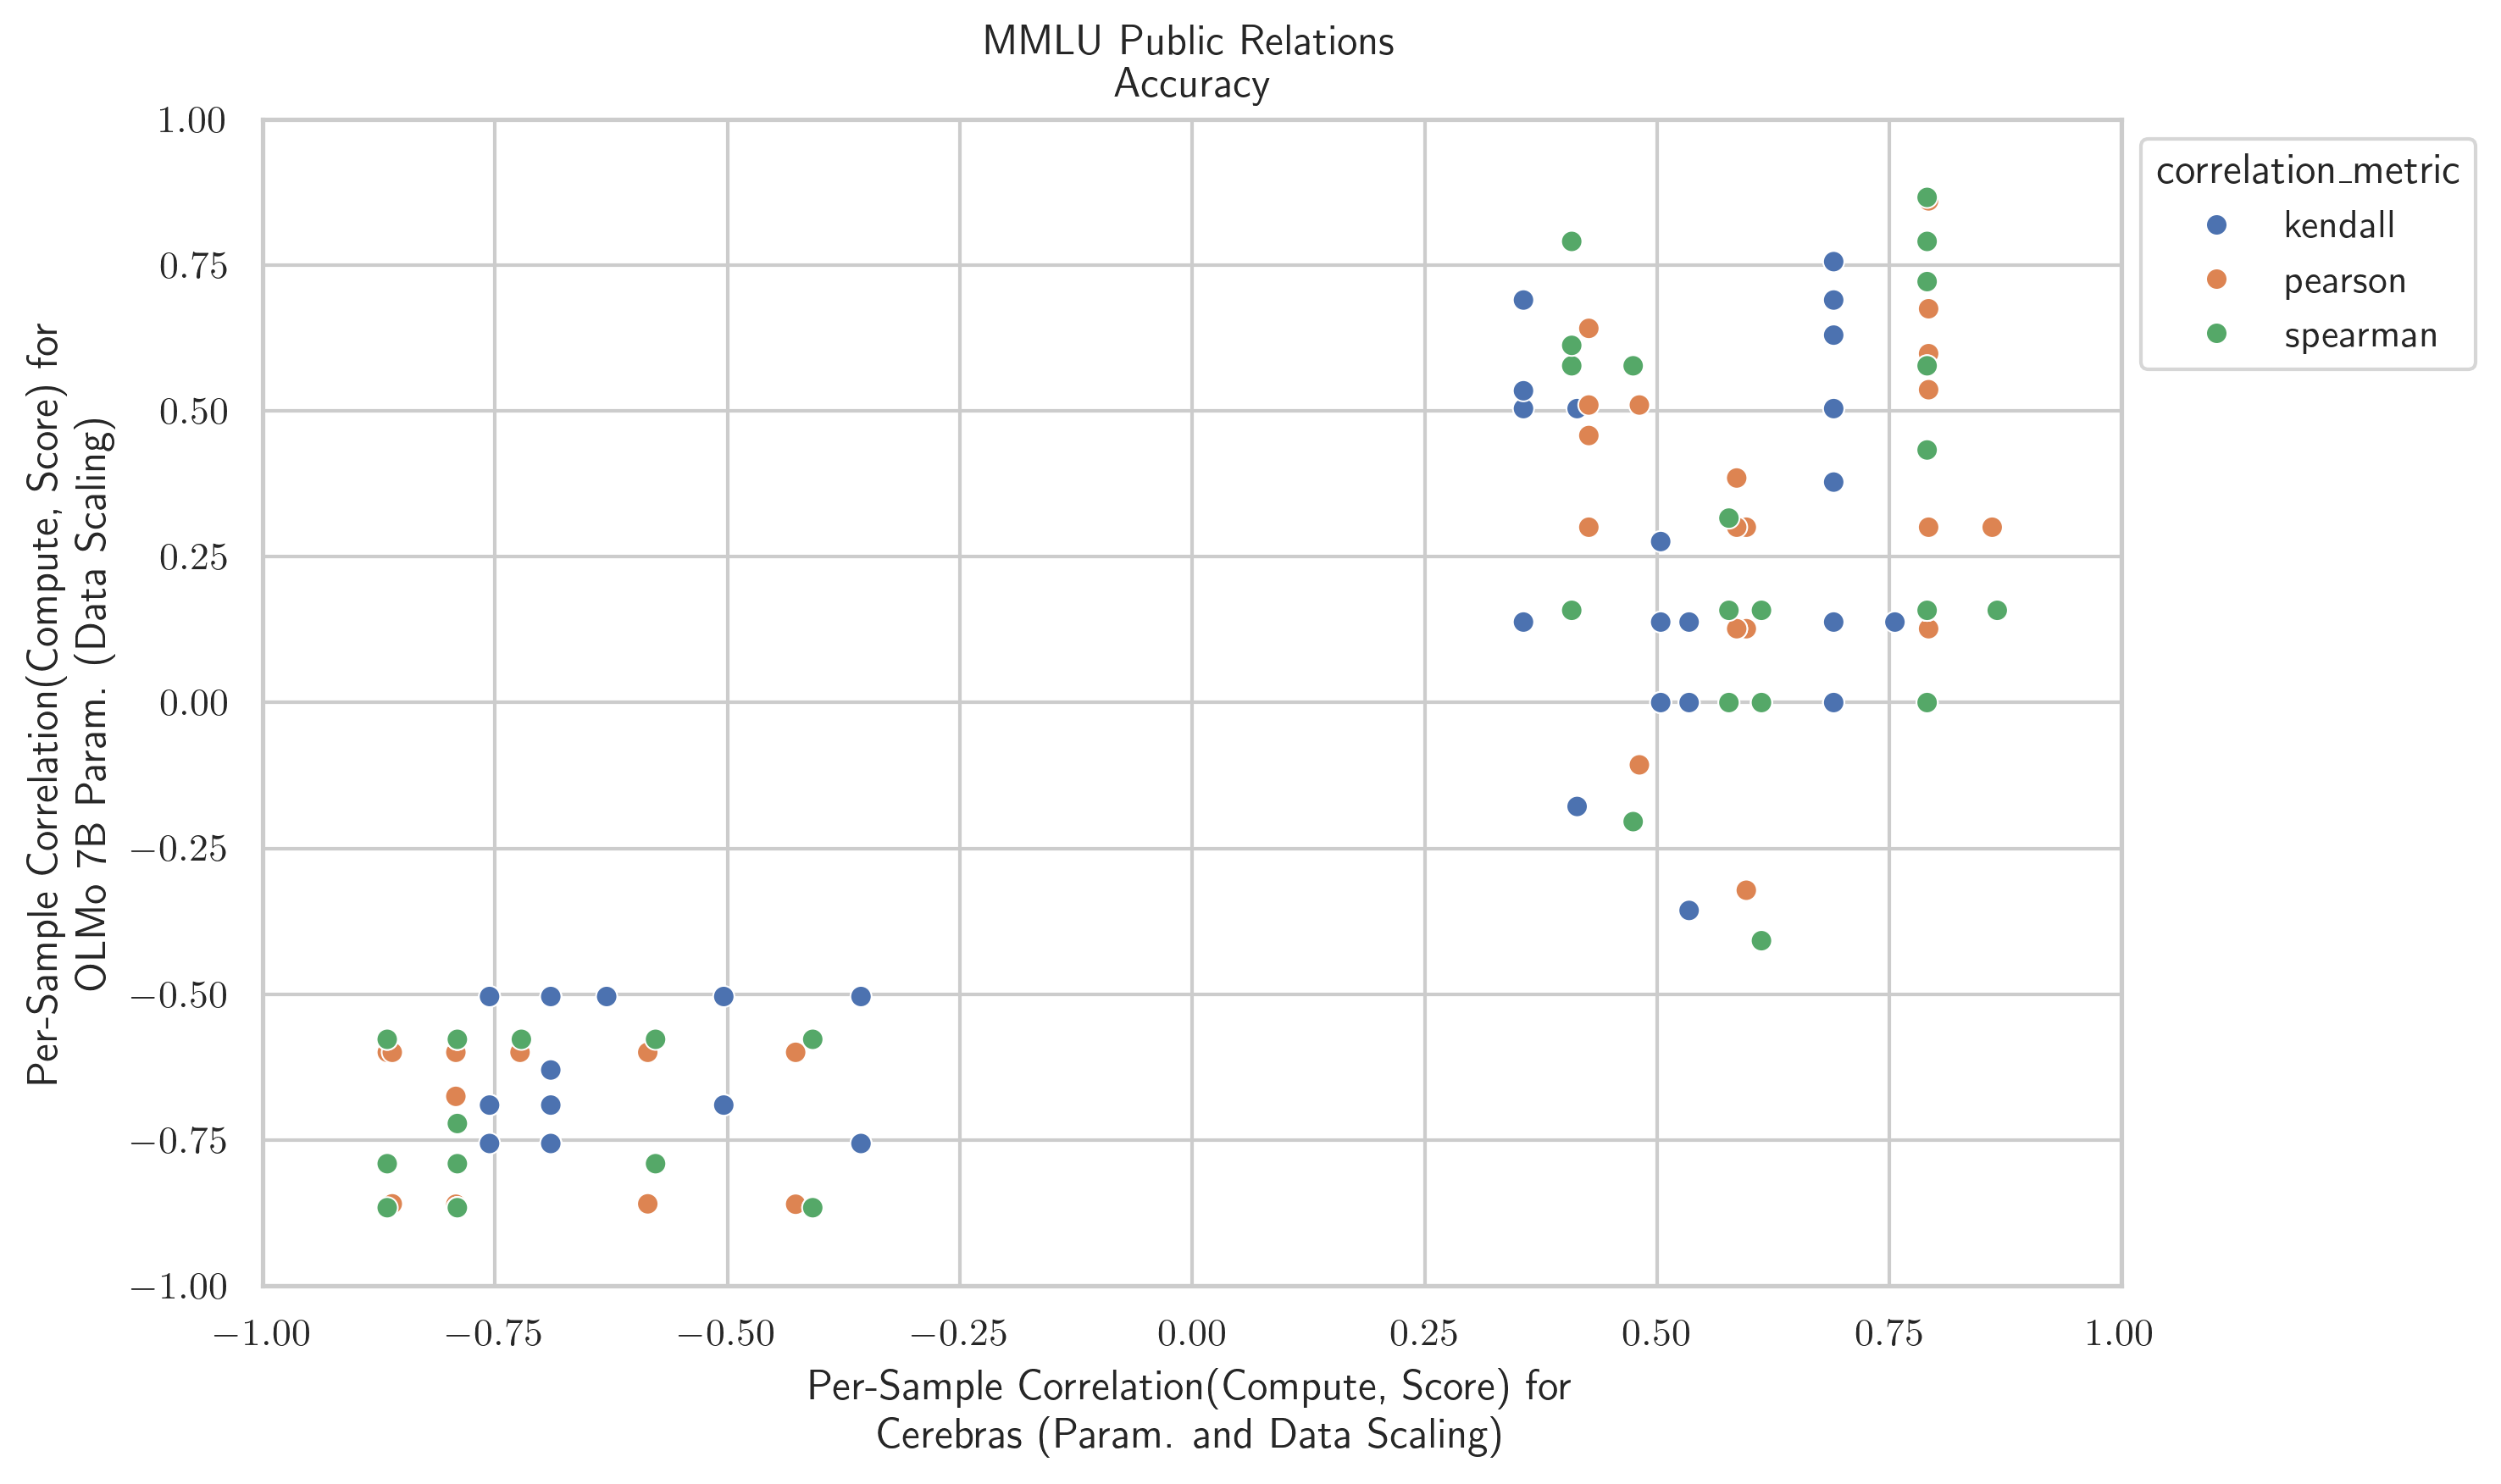 MMLU Public Relations
Accuracy
1.00
0.75
0.50
0.25
0.00
−0.25
−0.50
−0.75
−1.00
Per-Sample Correlation(Compute, Score) for
OLMo 7B Param. (Data Scaling)
correlation_metric
kendall
pearson
spearman
−1.00
−0.75
−0.50
−0.25
0.00
0.25
0.50
0.75
1.00
Per-Sample Correlation(Compute, Score) for
Cerebras (Param. and Data Scaling)